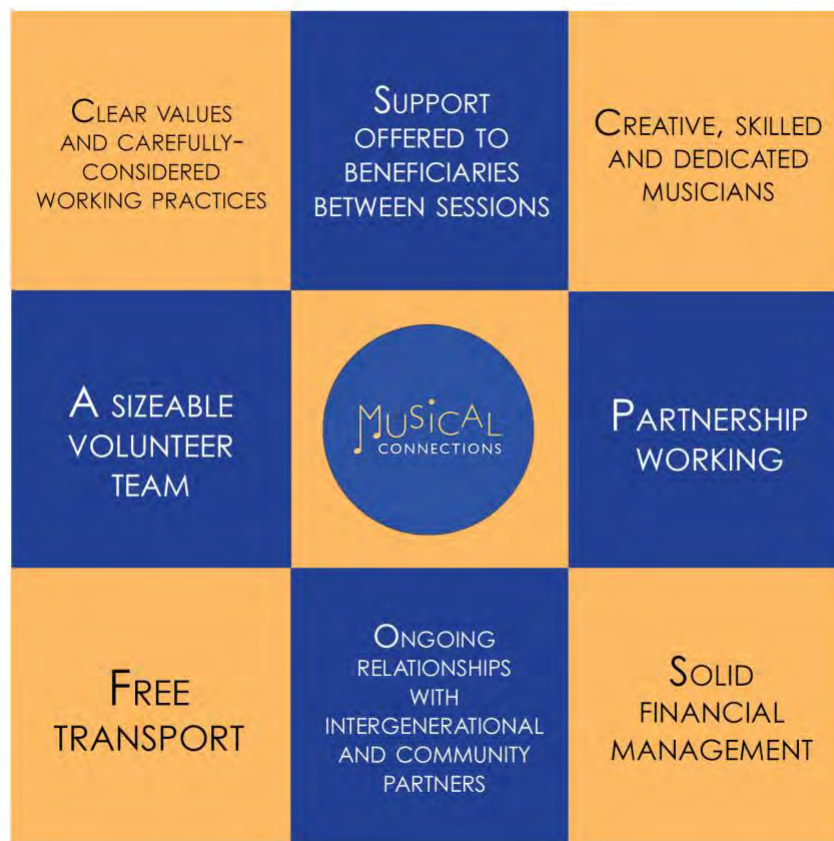 CLEAR VALUES
AND CAREFULLY-
CONSIDERED
WORKING PRACTICES
SUPPORT
OFFERED TO
BENEFICIARIES
BETWEEN SESSIONS
CREATIVE, SKILLED
AND DEDICATED
MUSICIANS
A SIZEABLE
VOLUNTEER
TEAM
MUSICAL
CONNECTIONS
PARTNERSHIP
WORKING
FREE
TRANSPORT
ONGOING
RELATIONSHIPS
WITH
INTERGENERATIONAL
AND COMMUNITY
PARTNERS
SOLID
FINANCIAL
MANAGEMENT